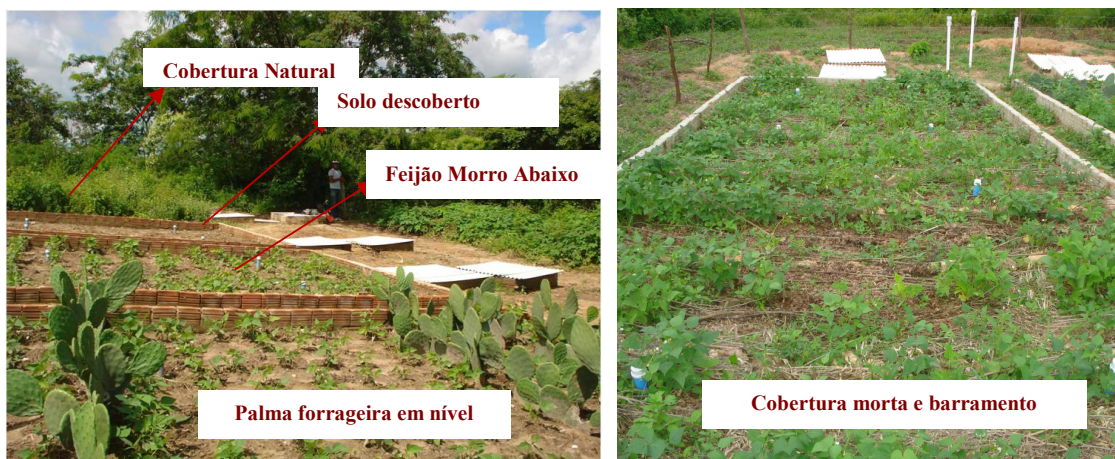 Cobertura Natural
Solo descoberto
Feijão Morro Abaixo
Palma forrageira em nível
Cobertura morta e barramento